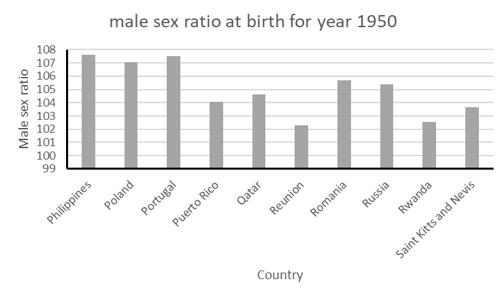 male sex ratio at birth for year 1950
Male sex ratio
108
107
106
105
104
103
102
101
100
99
Philippines
Poland
Portugal
Puerto Rico
Qatar
Reunion
Romania
Russia
Rwanda
Saint Kitts and Nevis
Country